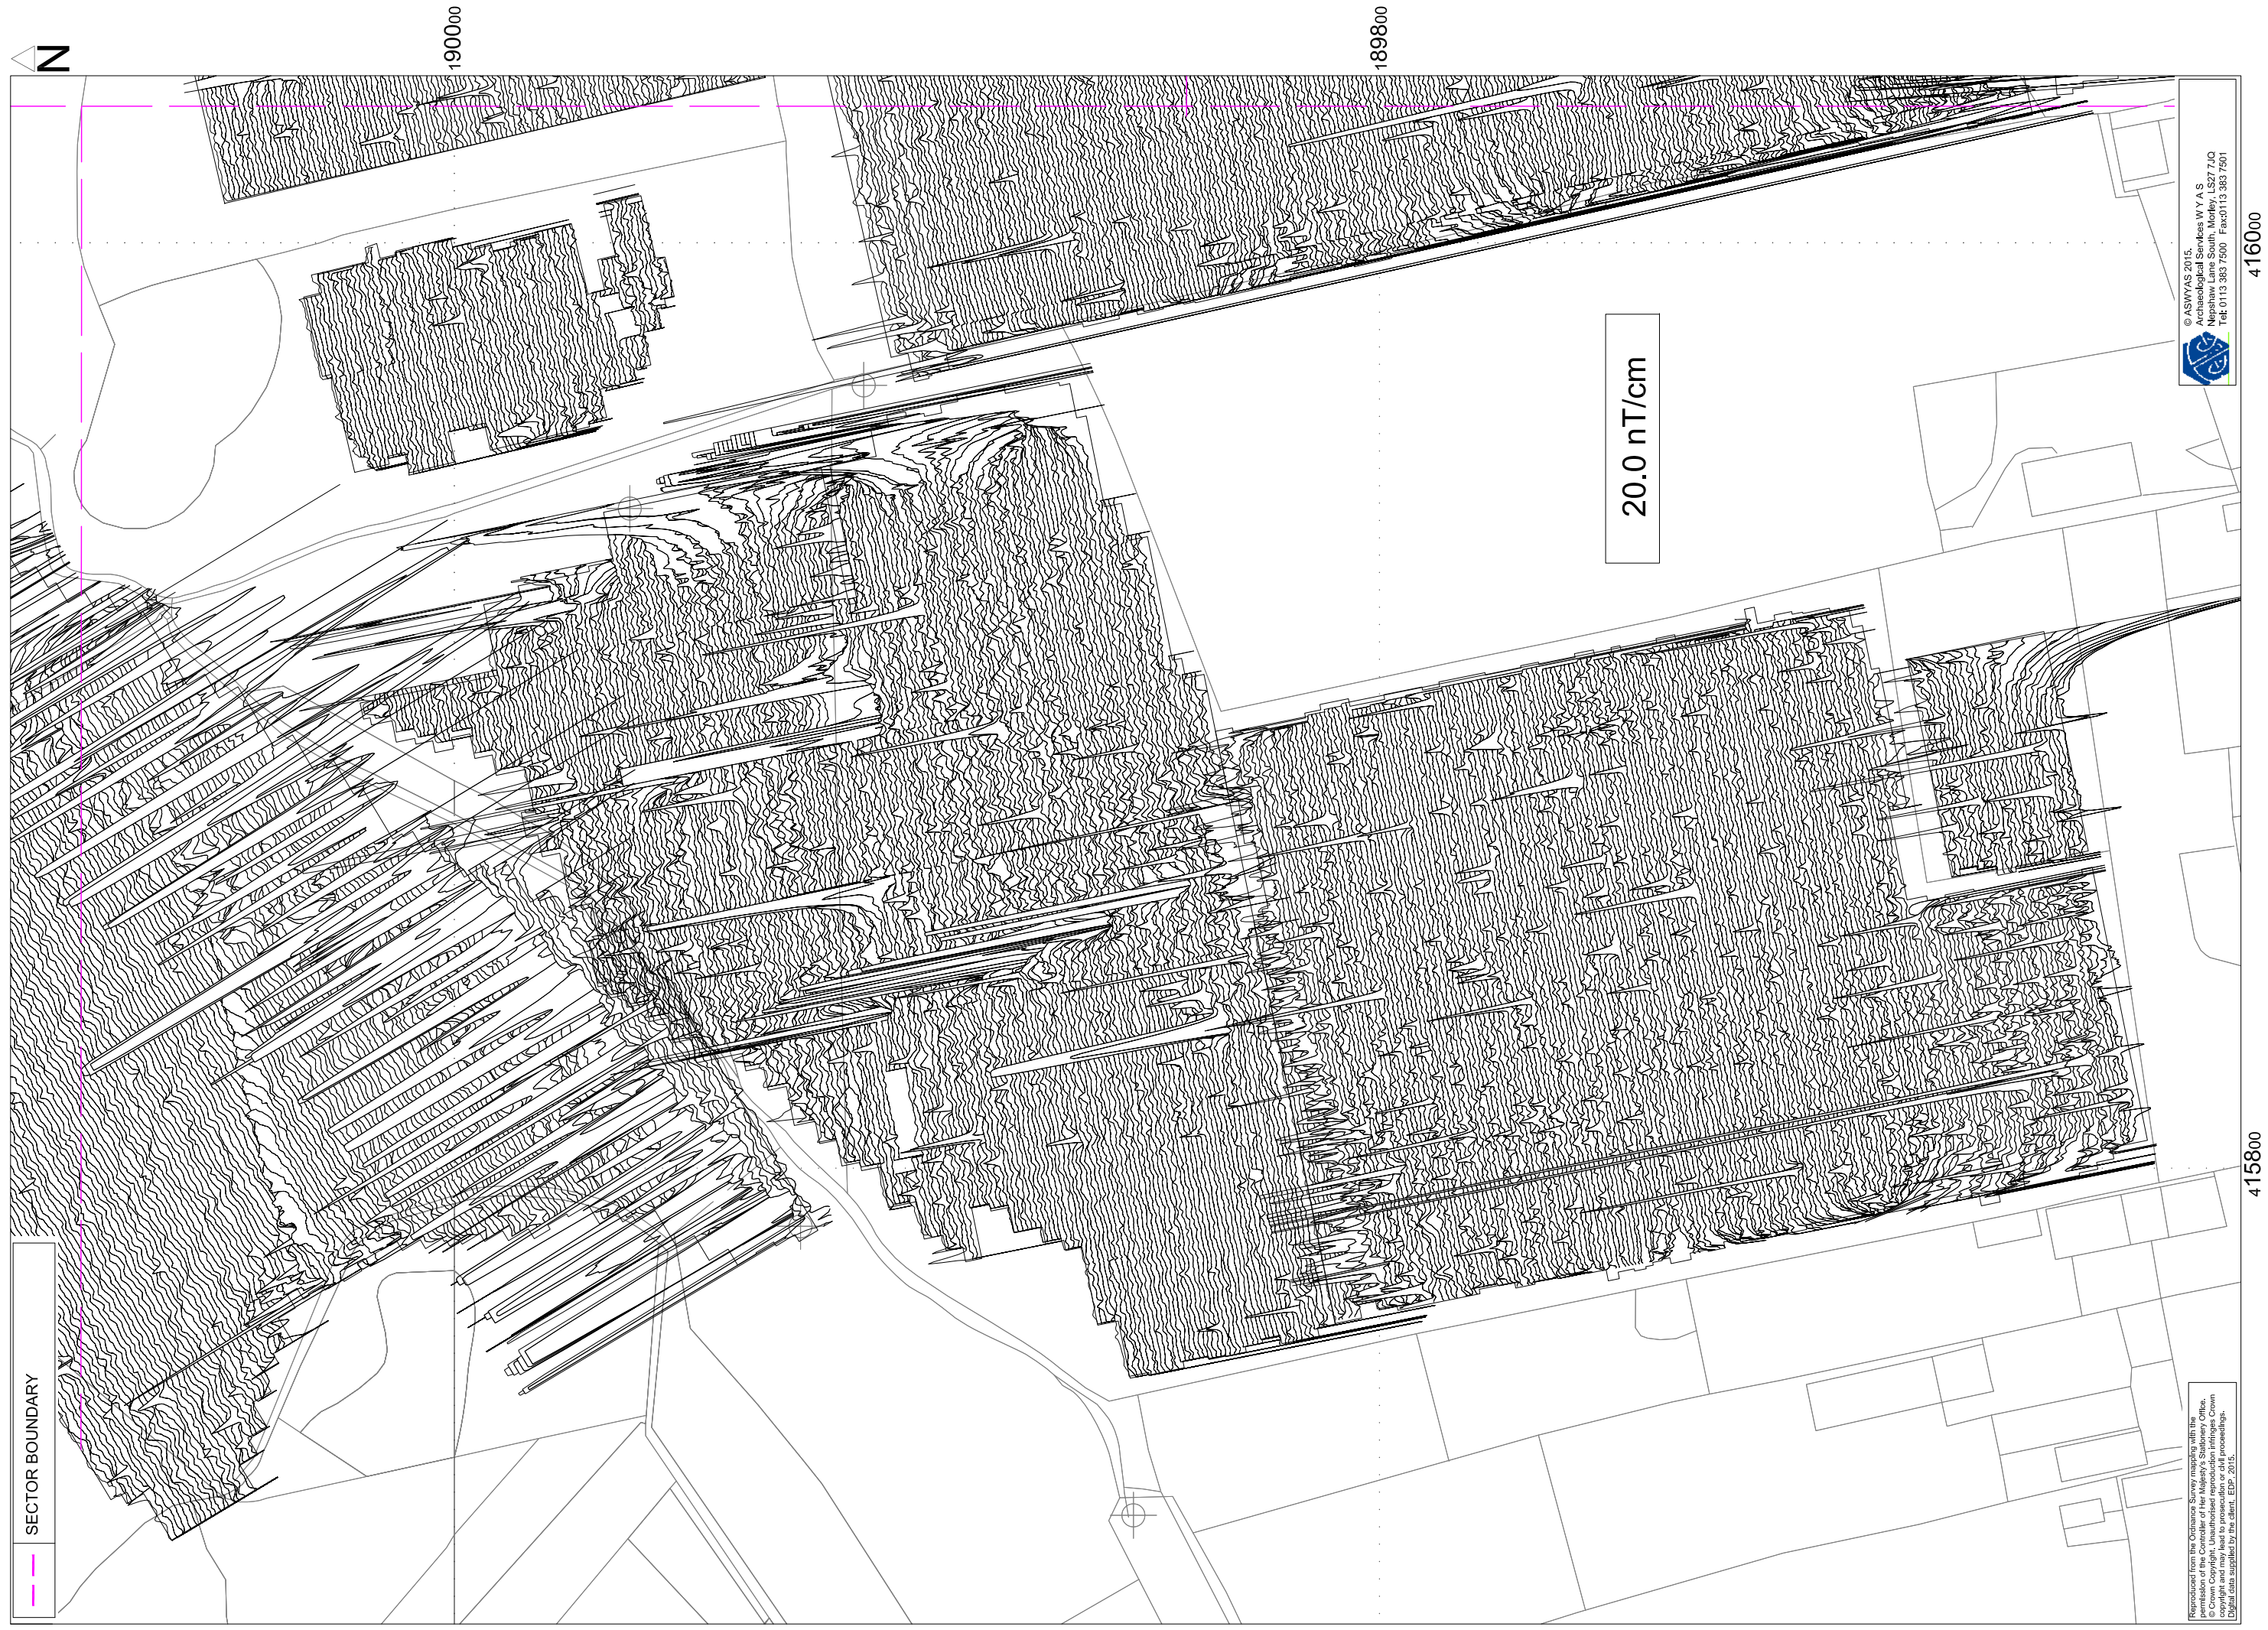 N
190000
189800
416000
415800
SECTOR BOUNDARY
20.0 nT/cm
© ASWYAS 2015.
Archaeological Services W Y A S
Nepshaw Lane South, Morley, LS27 7JQ
Tel: 0113 383 7500 Fax:0113 383 7501
Reproduced from the Ordnance Survey mapping with the
permission of the Controller of Her Majesty's Stationery Office.
© Crown Copyright. Unauthorised reproduction infringes Crown
copyright and may lead to prosecution or civil proceedings.
Digital data supplied by the client, EDP, 2015.